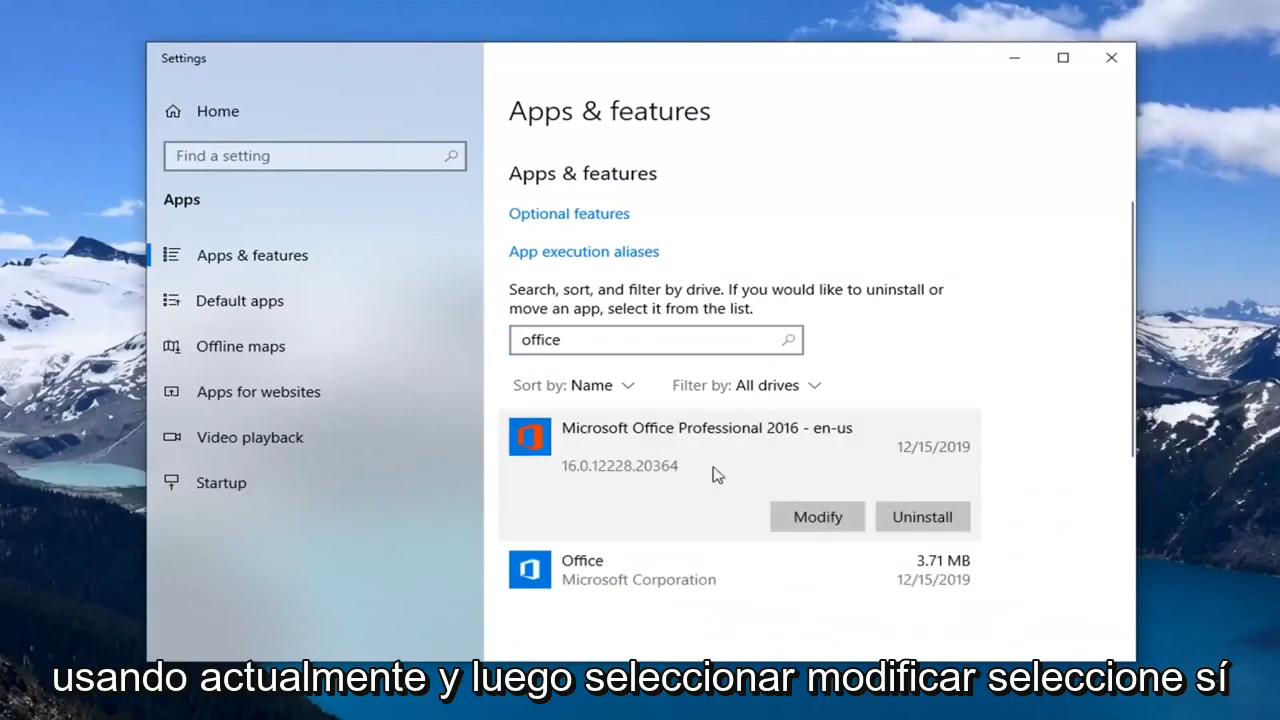 Settings
Home
Find a setting
Apps
Apps & features
Default apps
Offline maps
Apps for websites
Video playback
Startup
Apps & features
Apps & features
Optional features
App execution aliases
Search, sort, and filter by drive. If you would like to uninstall or
move an app, select it from the list.
office
Sort by: Name Filter by: All drives
Microsoft Office Professional 2016 - en-us
12/15/2019
16.0.12228.20364
Modify Uninstall
Office 3.71 MB
Microsoft Corporation 12/15/2019
usando actualmente y luego seleccionar modificar seleccione sí